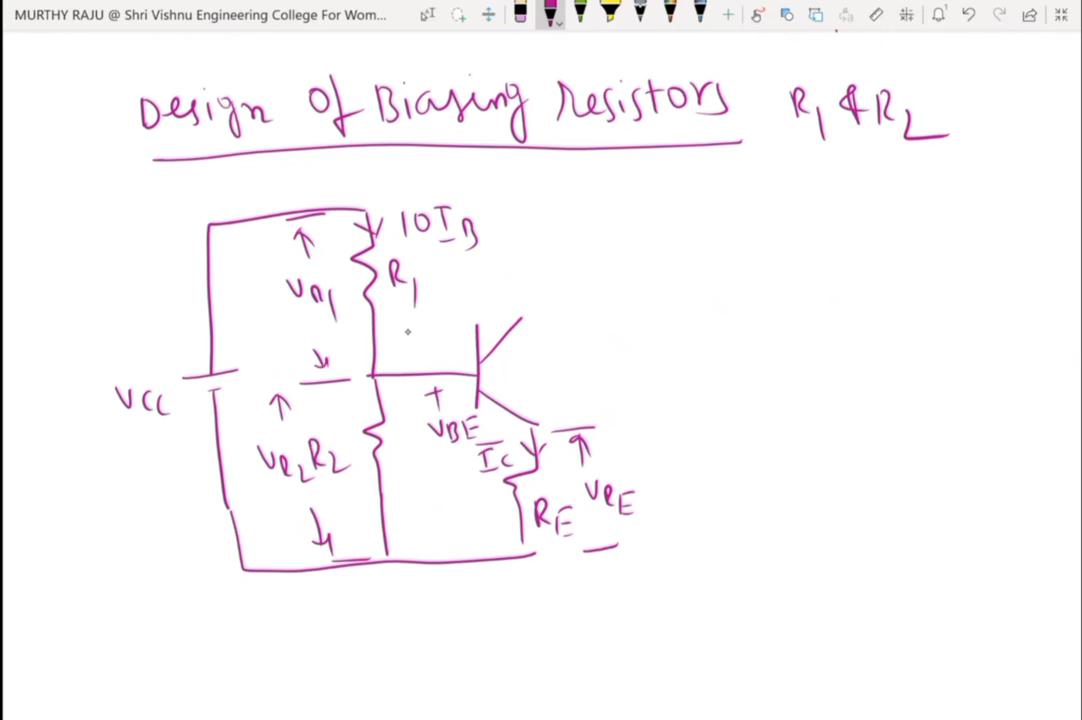 MURTHY RAJU @ Shri Vishnu Engineering College For Wom...
Design Of Biasing resistors R1 & R2
10IB
VR1
R1
VCC
+
VBE
VR2 R2
IC
RE
VRE